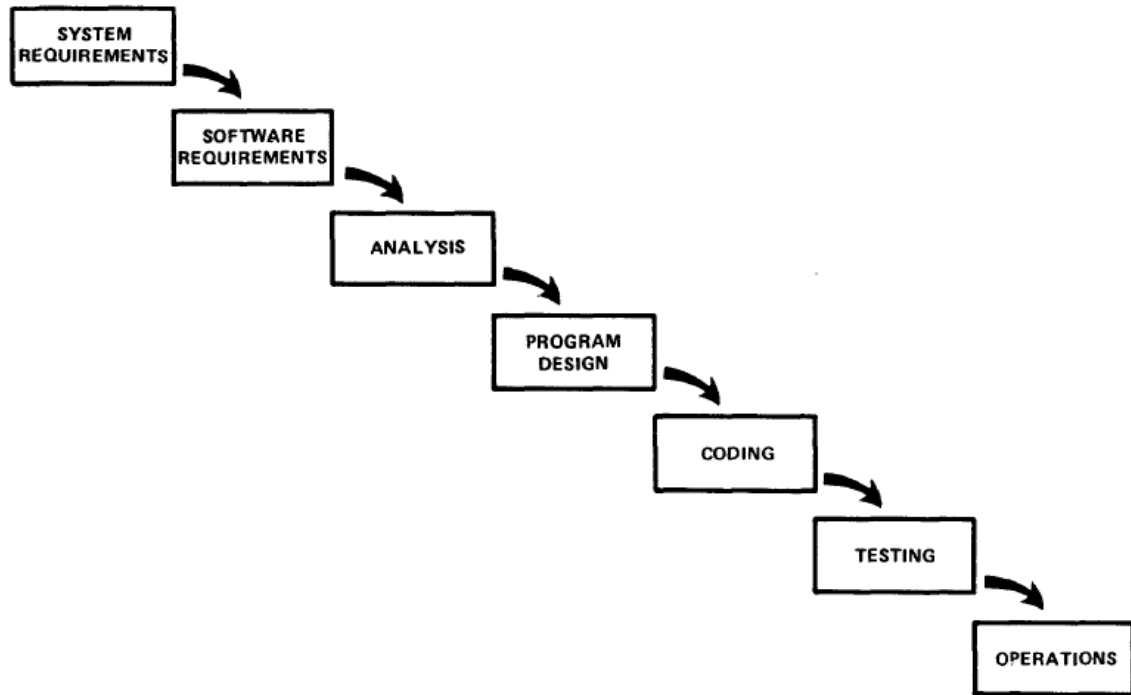 SYSTEM
REQUIREMENTS
SOFTWARE
REQUIREMENTS
ANALYSIS
PROGRAM
DESIGN
CODING
TESTING
OPERATIONS